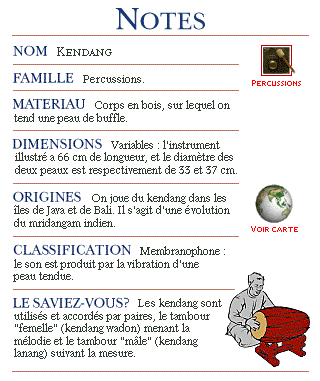 NOTES
NOM KENDANG
FAMILLE Percussions.
PERCUSSIONS
MATERIAU Corps en bois, sur lequel on
tend une peau de buffle.
DIMENSIONS Variables : l'instrument
illustré a 66 cm de longueur, et le diamètre des
deux peaux est respectivement de 33 et 37 cm.
ORIGINES On joue du kendang dans les
îles de Java et de Bali. Il s'agit d'une évolution
du mridangam indien.
VOIR CARTE
CLASSIFICATION Membranophone :
le son est produit par la vibration d'une
peau tendue.
LE SAVIEZ-VOUS? Les kendang sont
utilisés et accordés par paires, le tambour
"femelle" (kendang wadon) menant la
mélodie et le tambour "mâle" (kendang
lanang) suivant la mesure.